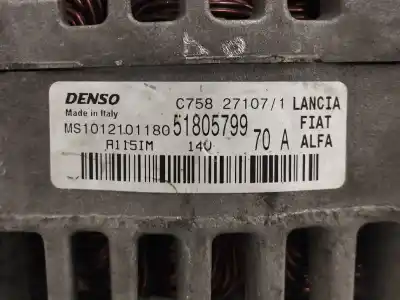 DENSO C758 27107/1 LANCIA
Made in Italy FIAT
MS1012101180 51805799 70 A ALFA
A115IM 14V